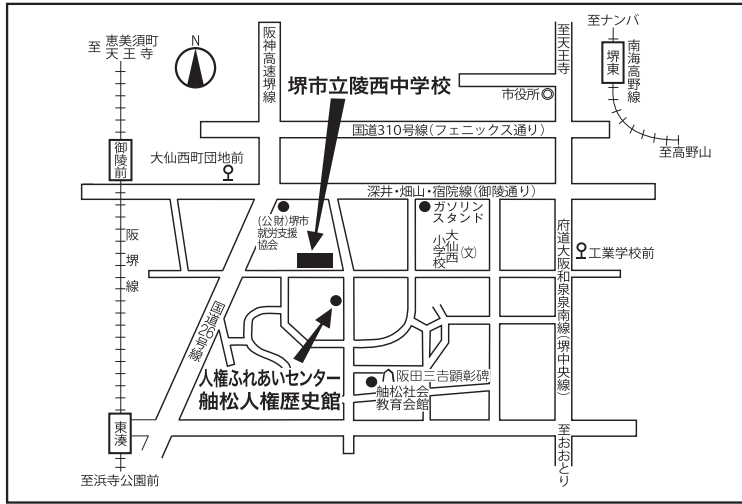 至 恵美須町
天王寺
N
阪神高速堺線
至天王寺
至ナンバ
堺東
南海高野線
市役所
堺市立陵西中学校
国道310号線(フェニックス通り)
至高野山
御陵前
大仙西町団地前
深井・畑山・宿院線(御陵通り)
(公財)堺市
就労支援
協会
ガソリン
スタンド
大仙西
小学校
(文)
阪堺線
工業学校前
府道大阪和泉泉南線(堺中央線)
国道26号線
人権ふれあいセンター
舳松人権歴史館
阪田三吉顕彰碑
舳松社会
教育会館
東湊
至浜寺公園前
至おおとり